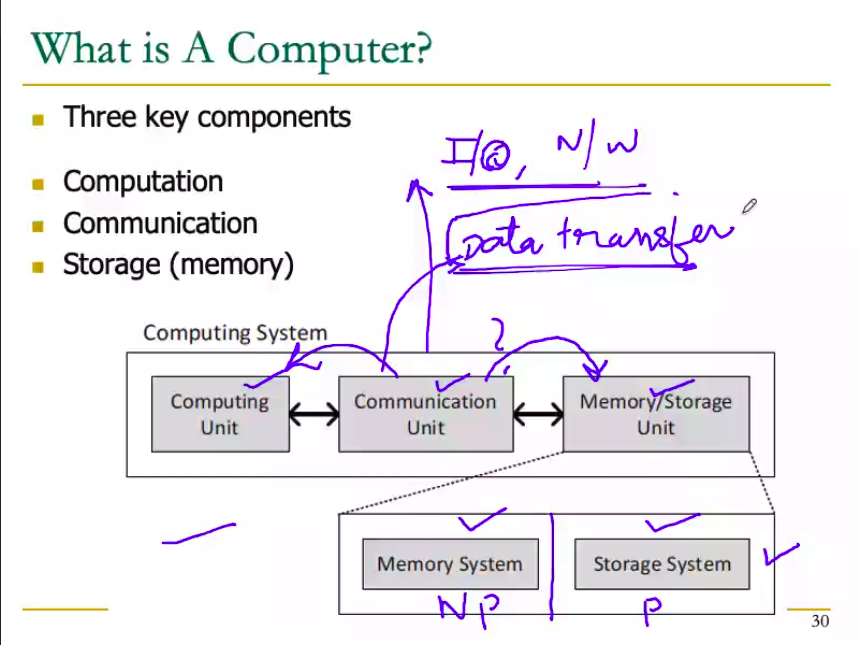 What is A Computer?
Three key components
I/O, N/W
Computation
Communication
Data transfer
Storage (memory)
Computing System
?
Computing Unit
Communication Unit
Memory/Storage Unit
Memory System
Storage System
NP
P
30